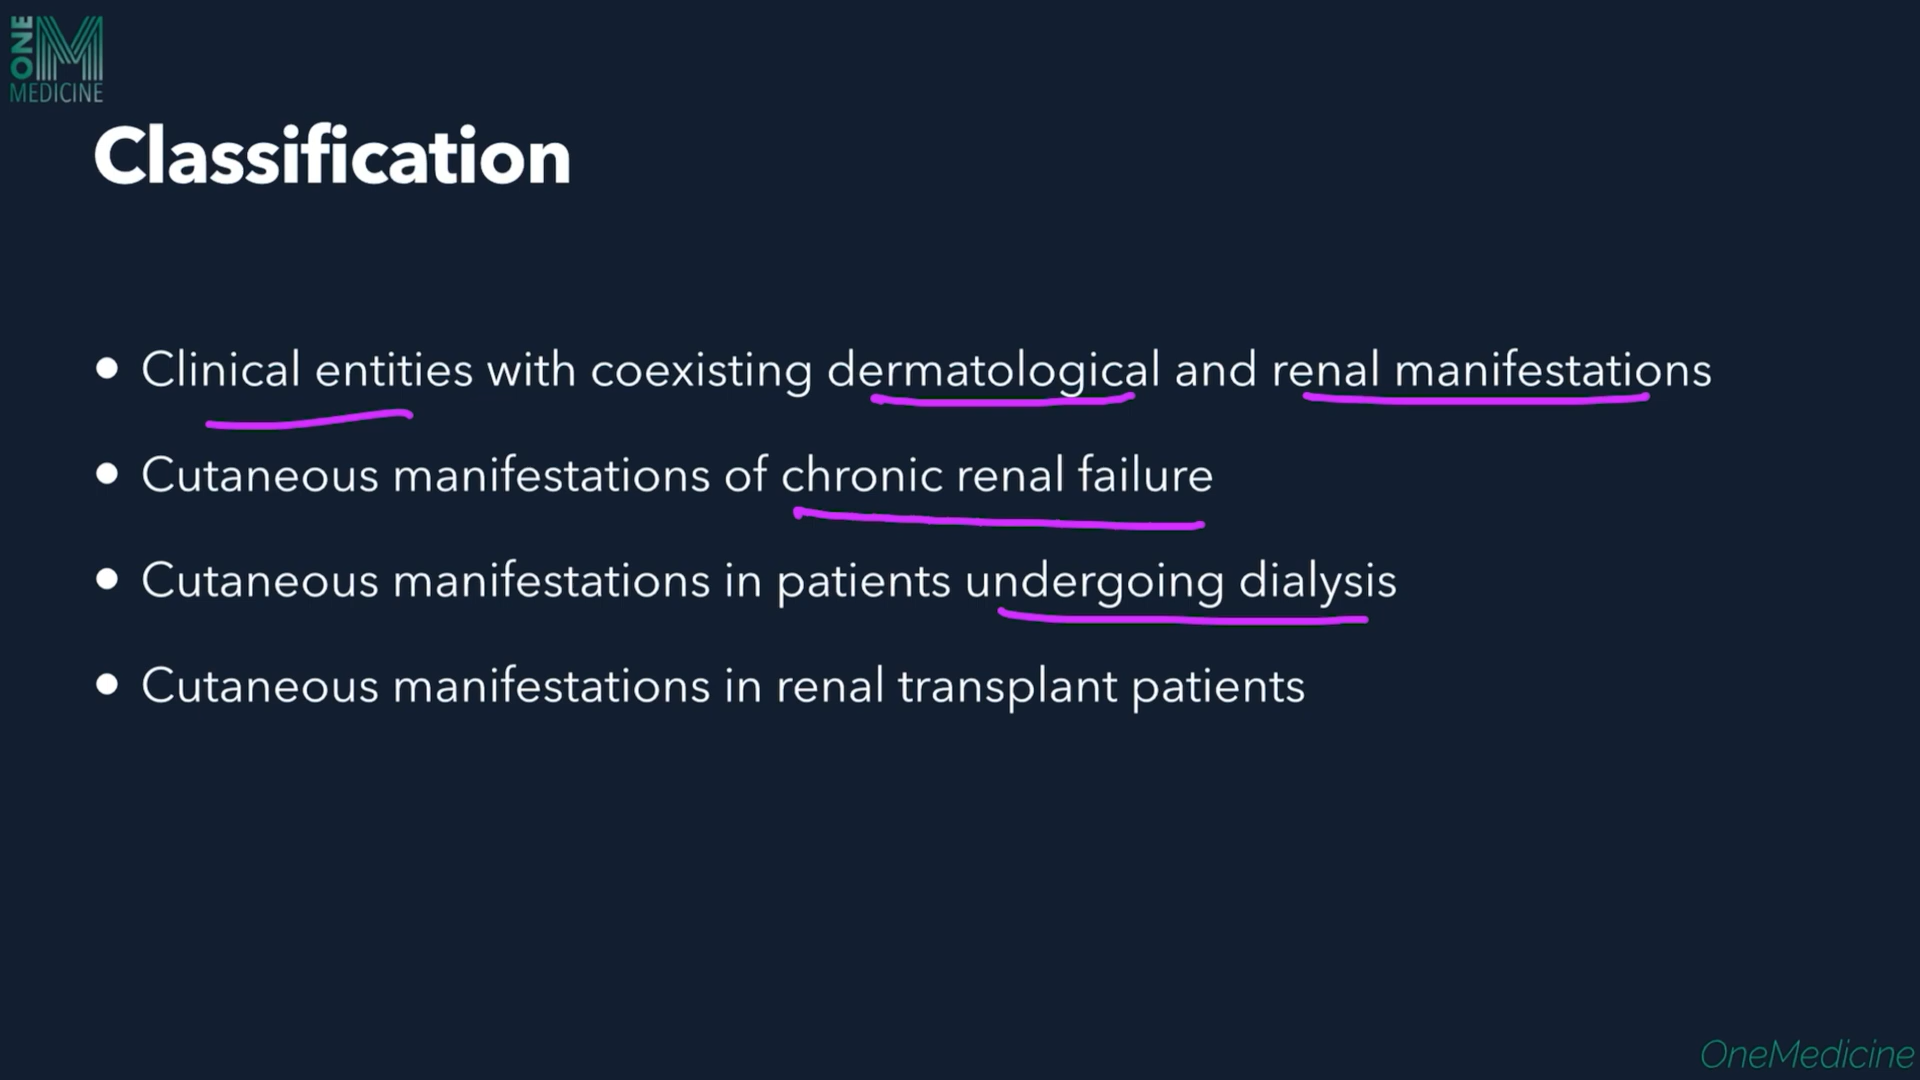 ONE
M
MEDICINE
Classification
• Clinical entities with coexisting dermatological and renal manifestations
• Cutaneous manifestations of chronic renal failure
• Cutaneous manifestations in patients undergoing dialysis
• Cutaneous manifestations in renal transplant patients
OneMedicine